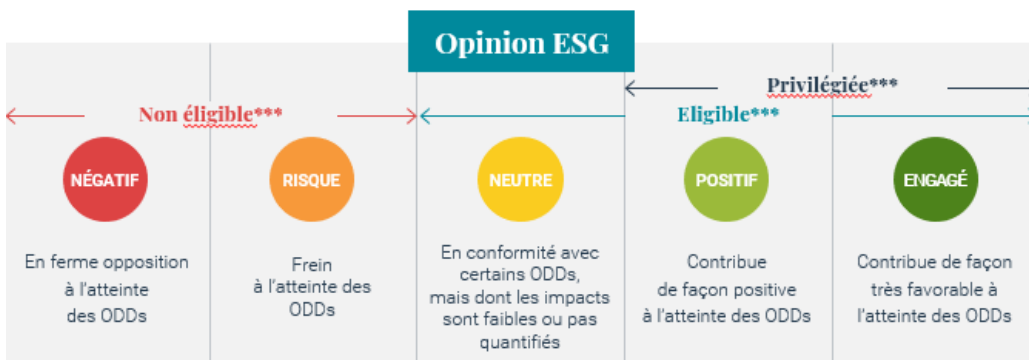 Opinion ESG
Privilégiée***
Non éligible***
Eligible***
NÉGATIF
RISQUE
NEUTRE
POSITIF
ENGAGÉ
En ferme opposition
à l'atteinte
des ODDs
Frein
à l'atteinte des
ODDs
En conformité avec
certains ODDs,
mais dont les impacts
sont faibles ou pas
quantifiés
Contribue
de façon positive
à l'atteinte des ODDs
Contribue de façon
très favorable à
l'atteinte des ODDs